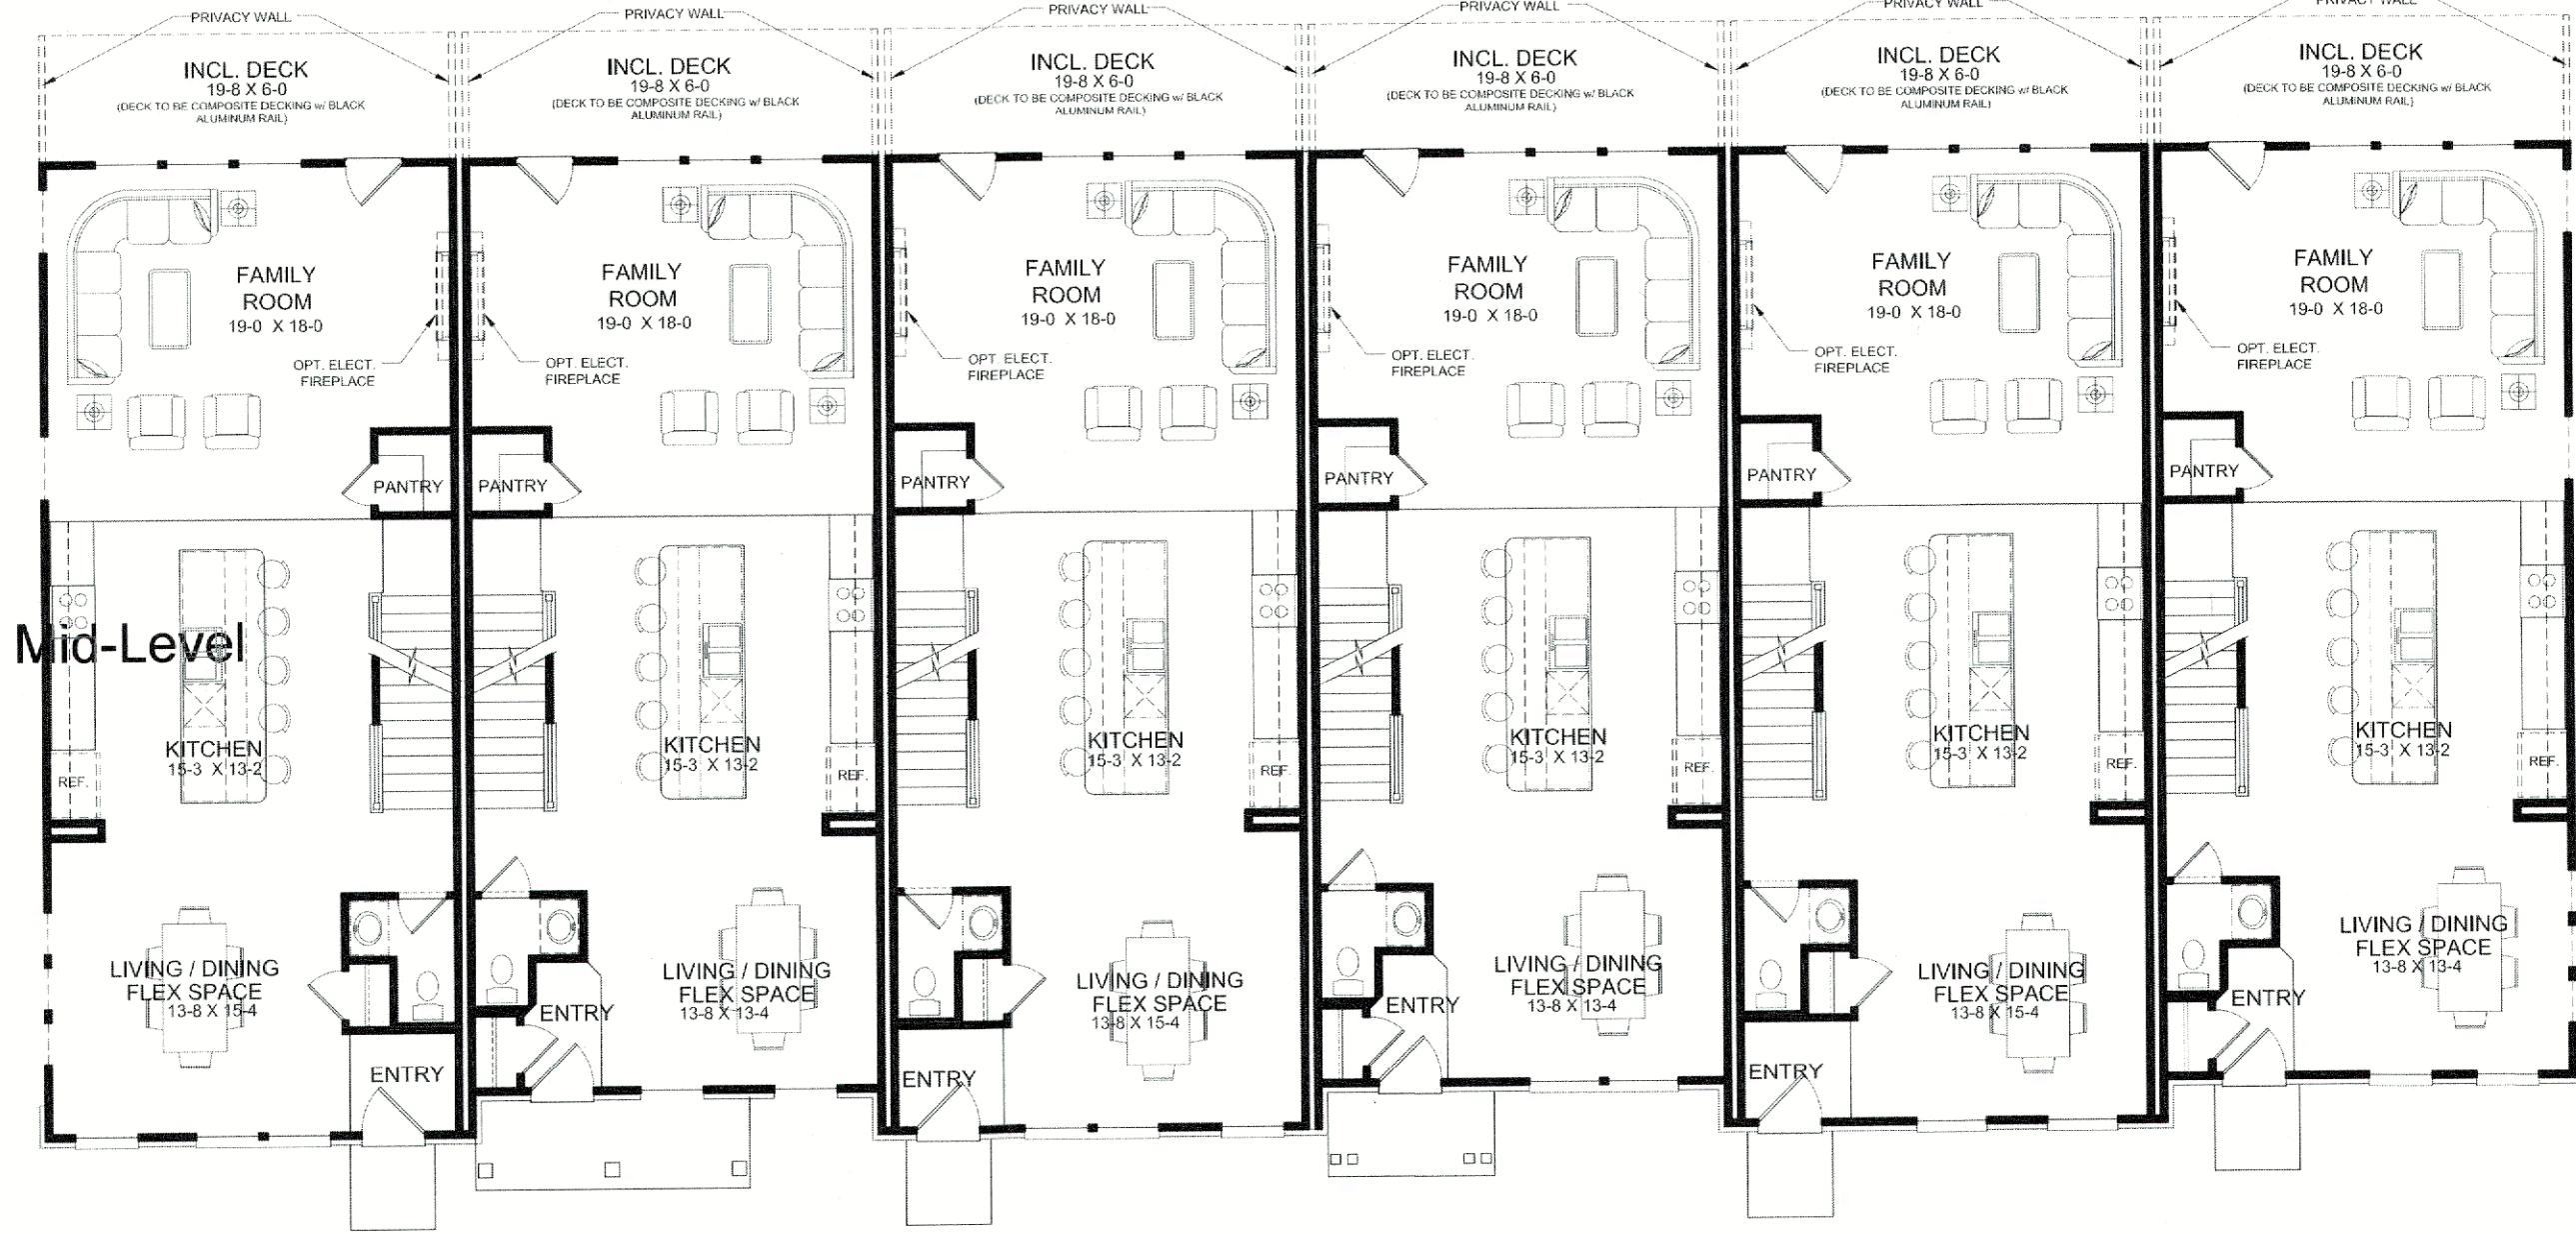 PRIVACY WALL
PRIVACY WALL
PRIVACY WALL
PRIVACY WALL
PRIVACY WALL
PRIVACY WALL
INCL. DECK
19-8 X 6-0
(DECK TO BE COMPOSITE DECKING w/ BLACK
ALUMINUM RAIL)
INCL. DECK
19-8 X 6-0
(DECK TO BE COMPOSITE DECKING w/ BLACK
ALUMINUM RAIL)
INCL. DECK
19-8 X 6-0
(DECK TO BE COMPOSITE DECKING w/ BLACK
ALUMINUM RAIL)
INCL. DECK
19-8 X 6-0
(DECK TO BE COMPOSITE DECKING w/ BLACK
ALUMINUM RAIL)
INCL. DECK
19-8 X 6-0
(DECK TO BE COMPOSITE DECKING w/ BLACK
ALUMINUM RAIL)
INCL. DECK
19-8 X 6-0
(DECK TO BE COMPOSITE DECKING w/ BLACK
ALUMINUM RAIL)
FAMILY
ROOM
19-0 X 18-0
FAMILY
ROOM
19-0 X 18-0
FAMILY
ROOM
19-0 X 18-0
FAMILY
ROOM
19-0 X 18-0
FAMILY
ROOM
19-0 X 18-0
FAMILY
ROOM
19-0 X 18-0
OPT. ELECT.
FIREPLACE
OPT. ELECT.
FIREPLACE
OPT. ELECT.
FIREPLACE
OPT. ELECT.
FIREPLACE
OPT. ELECT.
FIREPLACE
OPT. ELECT.
FIREPLACE
PANTRY
PANTRY
PANTRY
PANTRY
PANTRY
PANTRY
Mid-Level
KITCHEN
15-3 X 13-2
REF.
KITCHEN
15-3 X 13-2
REF.
KITCHEN
15-3 X 13-2
REF.
KITCHEN
15-3 X 13-2
REF.
KITCHEN
15-3 X 13-2
REF.
KITCHEN
15-3 X 13-2
REF.
LIVING / DINING
FLEX SPACE
13-8 X 15-4
ENTRY
LIVING / DINING
FLEX SPACE
13-8 X 13-4
ENTRY
LIVING / DINING
FLEX SPACE
13-8 X 15-4
ENTRY
LIVING / DINING
FLEX SPACE
13-8 X 13-4
ENTRY
LIVING / DINING
FLEX SPACE
13-8 X 15-4
ENTRY
LIVING / DINING
FLEX SPACE
13-8 X 13-4
ENTRY